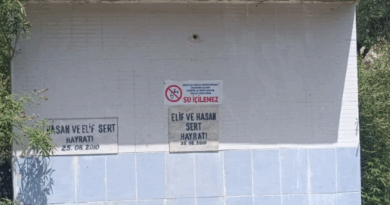 SU İÇİLEMEZ
HASAN VE ELİF SERT
HAYRATI
25.08.2010
ELİF VE HASAN
SERT
HAYRATI
25.08.2010